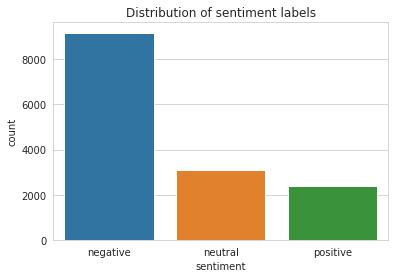 Distribution of sentiment labels
count
8000
6000
4000
2000
0
negative neutral positive
sentiment